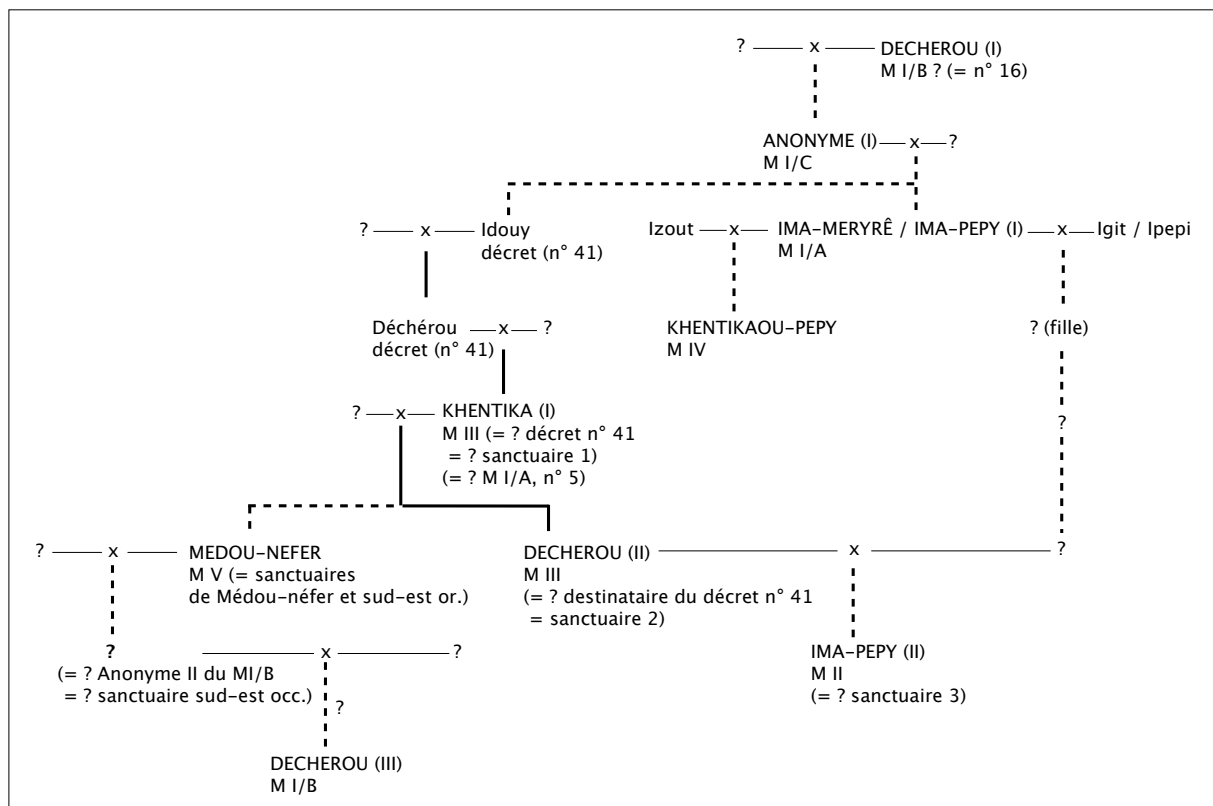 ? x DECHEROU (I)
M I/B ? (= n° 16)
ANONYME (I) x ?
M I/C
? x Idouy
décret (n° 41)
Izout x IMA-MERYRÊ / IMA-PEPY (I) x Igit / Ipepi
M I/A
Déchérou x ?
décret (n° 41)
KHENTIKAOU-PEPY
M IV
? (fille)
? x KHENTIKA (I)
M III (= ? décret n° 41
= ? sanctuaire 1)
(= ? M I/A, n° 5)
?
? x MEDOU-NEFER
M V (= sanctuaires
de Médou-néfer et sud-est or.)
DECHEROU (II) x ?
M III
(= ? destinataire du décret n° 41
= sanctuaire 2)
? x ?
(= ? Anonyme II du MI/B
= ? sanctuaire sud-est occ.)
IMA-PEPY (II)
M II
(= ? sanctuaire 3)
?
DECHEROU (III)
M I/B